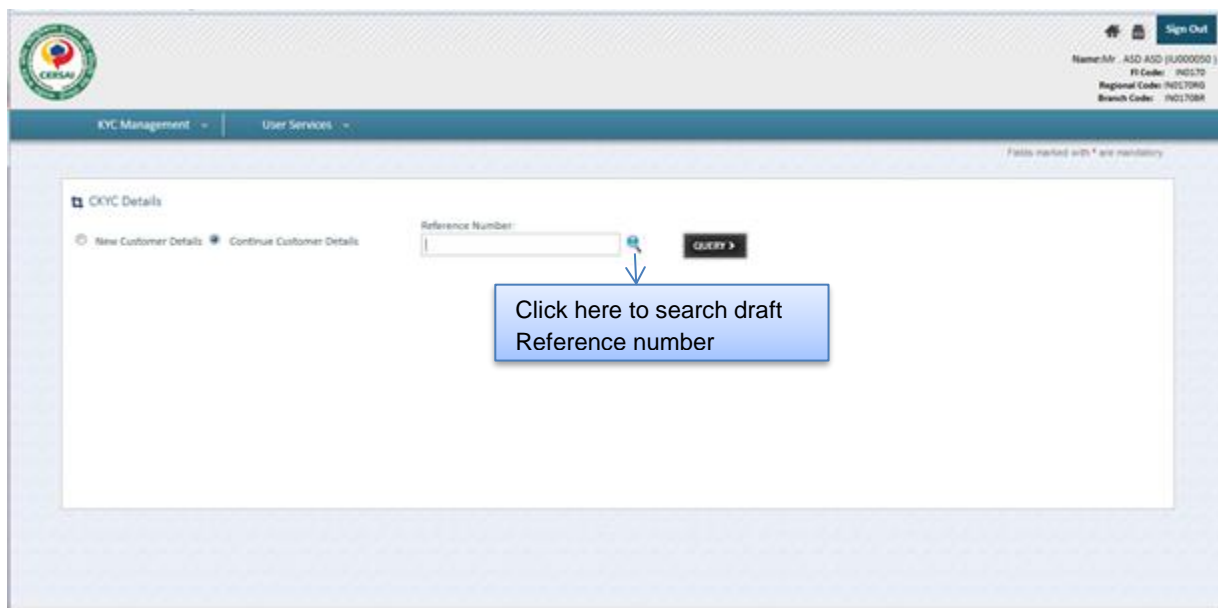 Sign Out
CERSAI
Name:Mr . ASD ASD (IU000050 )
FI Code: IN0170
Regional Code: IN0170RG
Branch Code: IN0170BR
KYC Management
User Services
Fields marked with * are mandatory
CKYC Details
Reference Number:
New Customer Details Continue Customer Details
QUERY >
Click here to search draft
Reference number